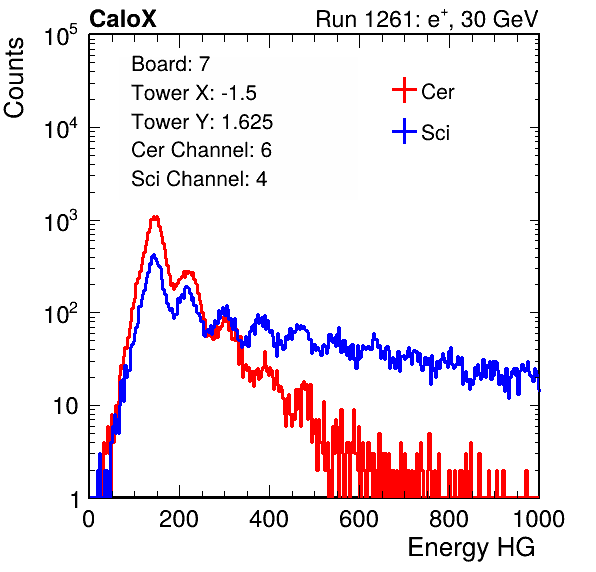 CaloX Run 1261: e⁺, 30 GeV
Counts
10⁵
10⁴
10³
10²
10
1
Board: 7
Tower X: -1.5
Tower Y: 1.625
Cer Channel: 6
Sci Channel: 4
Cer
Sci
0 200 400 600 800 1000
Energy HG